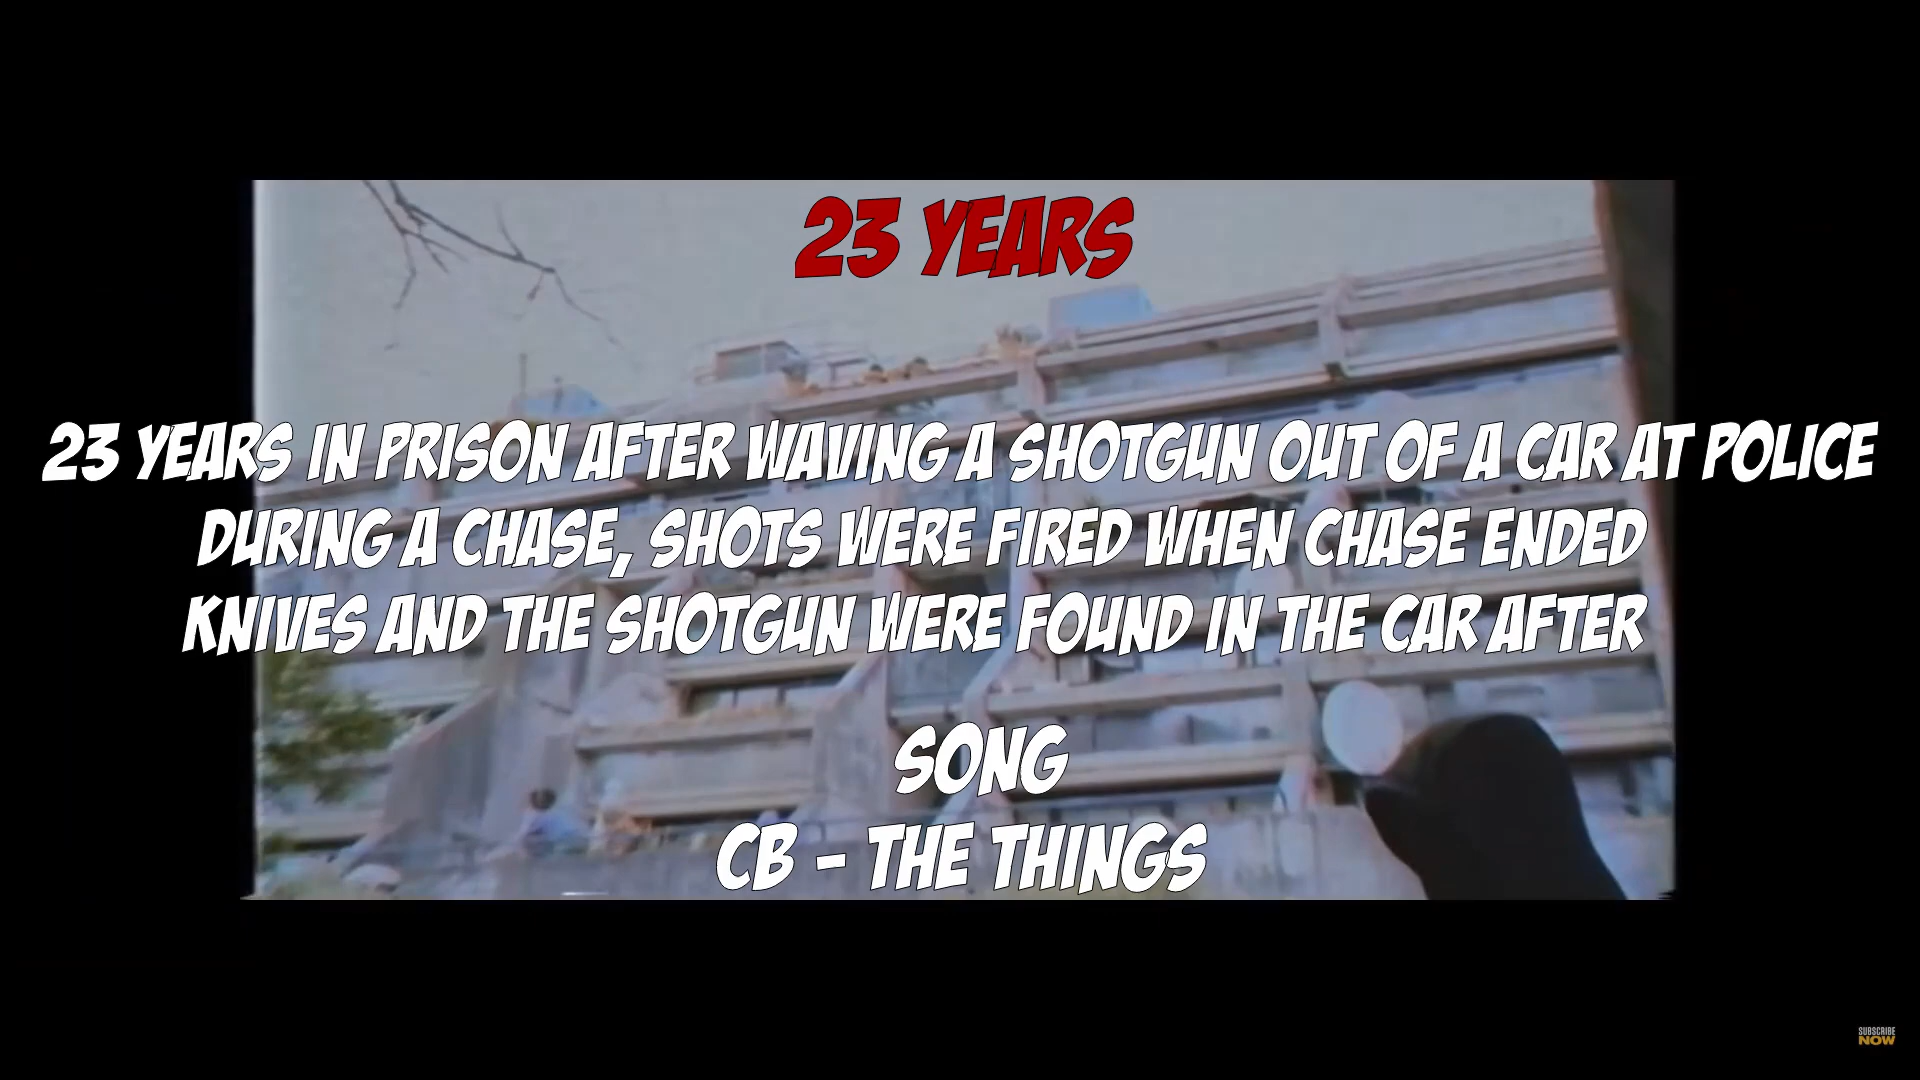 23 YEARS
23 YEARS IN PRISON AFTER WAVING A SHOTGUN OUT OF A CAR AT POLICE
DURING A CHASE, SHOTS WERE FIRED WHEN CHASE ENDED
KNIVES AND THE SHOTGUN WERE FOUND IN THE CAR AFTER
SONG
CB - THE THINGS
SUBSCRIBE
NOW